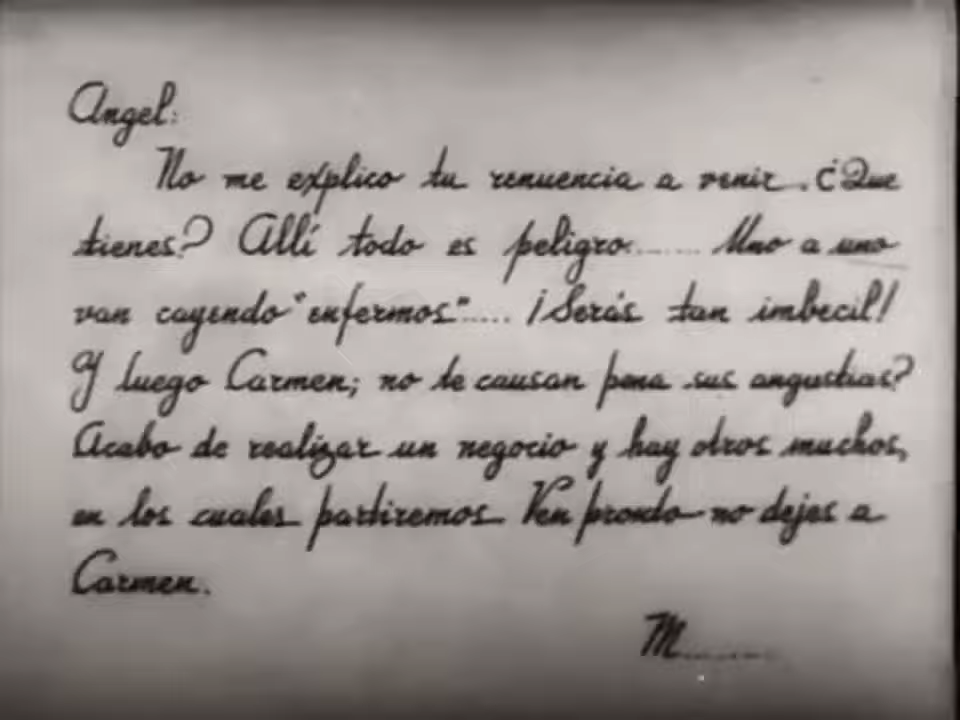 Angel:
No me explico tu renuencia a venir. ¿Que
tienes? Allí todo es peligro....... Uno a uno
van cayendo "enfermos"..... ¡Serás tan imbecil!
Y luego Carmen; no te causan pena sus angustias?
Acabo de realizar un negocio y hay otros muchos,
en los cuales partiremos. Ven pronto no dejes a
Carmen.
M..........